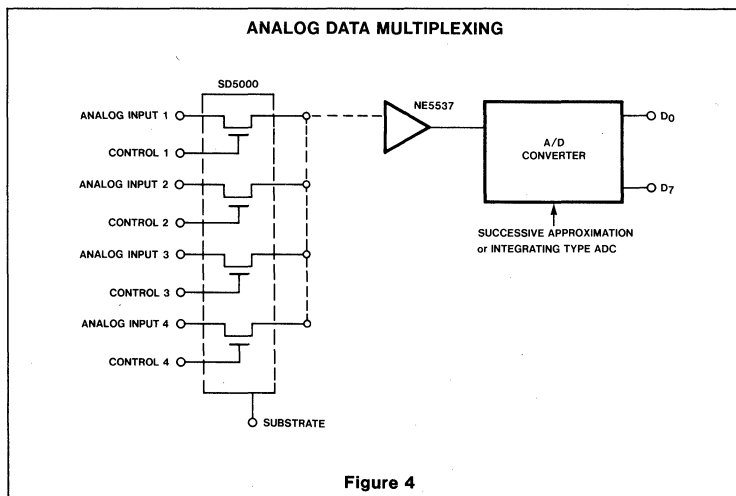 ANALOG DATA MULTIPLEXING
SD5000
NE5537
ANALOG INPUT 1
CONTROL 1
ANALOG INPUT 2
CONTROL 2
ANALOG INPUT 3
CONTROL 3
ANALOG INPUT 4
CONTROL 4
SUBSTRATE
A/D
CONVERTER
D0
D7
SUCCESSIVE APPROXIMATION
or INTEGRATING TYPE ADC
Figure 4